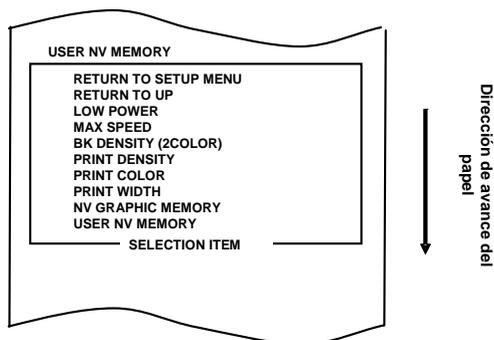 USER NV MEMORY
RETURN TO SETUP MENU
RETURN TO UP
LOW POWER
MAX SPEED
BK DENSITY (2COLOR)
PRINT DENSITY
PRINT COLOR
PRINT WIDTH
NV GRAPHIC MEMORY
USER NV MEMORY
SELECTION ITEM
Dirección de avance del
papel